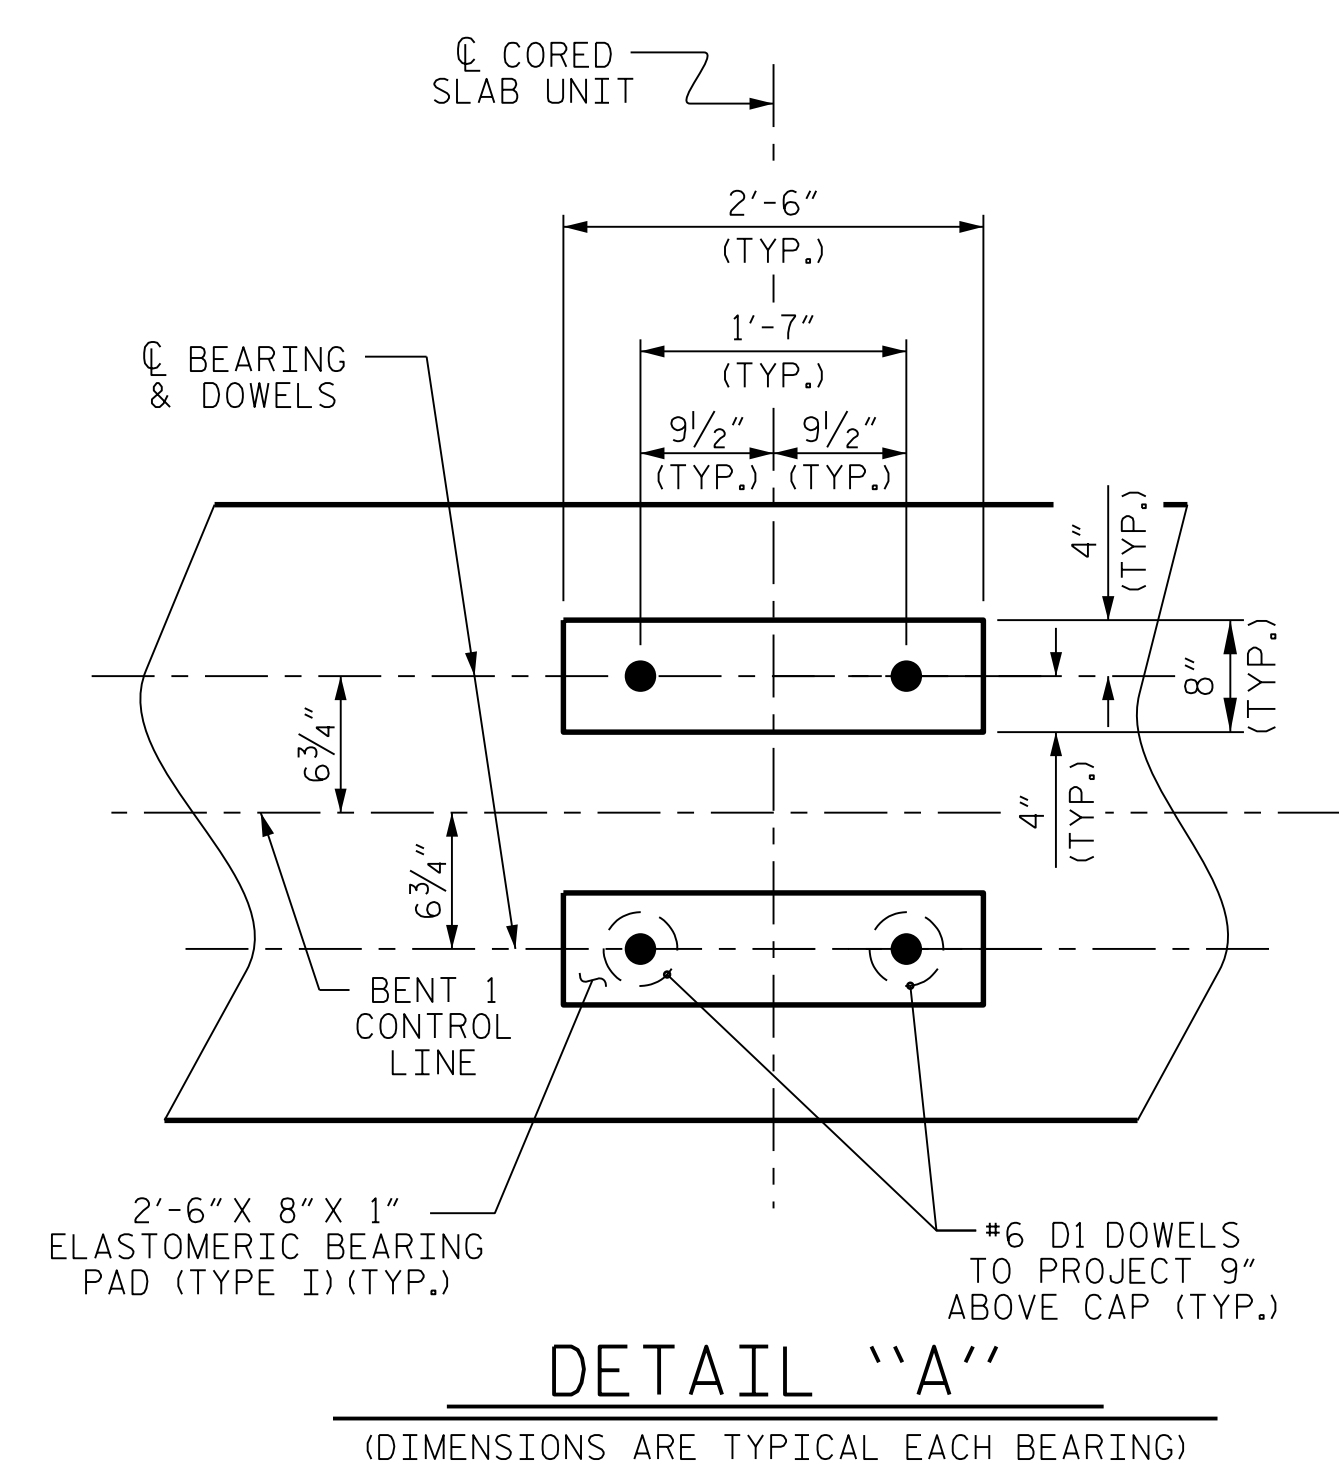 ℄ CORED
SLAB UNIT
2'-6"
(TYP.)
1'-7"
(TYP.)
℄ BEARING
& DOWELS
9½" 9½"
(TYP.) (TYP.)
4"
(TYP.)
8"
(TYP.)
6¾"
4"
(TYP.)
6¾"
BENT 1
CONTROL
LINE
2'-6" X 8" X 1"
ELASTOMERIC BEARING
PAD (TYPE I) (TYP.)
#6 D1 DOWELS
TO PROJECT 9"
ABOVE CAP (TYP.)
DETAIL "A"
(DIMENSIONS ARE TYPICAL EACH BEARING)